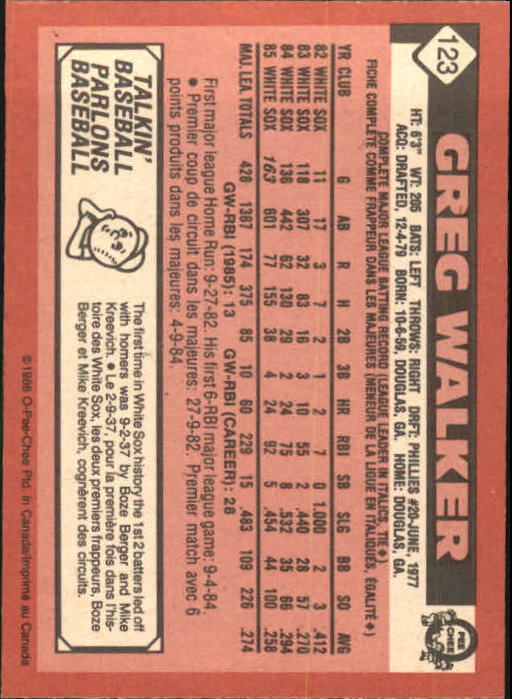 123
GREG WALKER
O PEE CHEE
HT: 6'3" WT: 205 BATS: LEFT THROWS: RIGHT DRFT: PHILLIES #20-JUNE, 1977
ACQ: DRAFTED, 12-4-79 BORN: 10-6-59, DOUGLAS, GA. HOME: DOUGLAS, GA.
COMPLETE MAJOR LEAGUE BATTING RECORD (LEAGUE LEADER IN ITALICS, TIE ♦)
FICHE COMPLÈTE COMME FRAPPEUR DANS LES MAJEURES (MENEUR DE LA LIGUE EN ITALIQUES, ÉGALITÉ ♦)
YR CLUB G AB R H 2B 3B HR RBI SB SLG BB SO AVG
82 WHITE SOX 11 17 3 7 2 1 2 7 0 1.000 2 3 .412
83 WHITE SOX 118 307 32 83 16 3 10 55 2 .440 28 57 .270
84 WHITE SOX 136 442 62 130 29 2 24 75 8 .532 35 66 .294
85 WHITE SOX 163 601 77 155 38 4 24 92 5 .454 44 100 .258
MAJ. LEA. TOTALS 428 1367 174 375 85 10 60 229 15 .483 109 226 .274
GW-RBI (1985): 13 GW-RBI (CAREER): 28
First major league Home Run: 9-27-82. His first 6-RBI major league game: 9-4-84.
● Premier coup de circuit dans les majeures: 27-9-82. Premier match avec 6
points produits dans les majeures: 4-9-84.
TALKIN'
BASEBALL
PARLONS
BASEBALL
The first time in White Sox history the 1st 2 batters led off
with homers was 9-2-37 by Boze Berger and Mike
Kreevich. ● Le 2-9-37, pour la première fois dans l'his-
toire des White Sox, les deux premiers frappeurs, Boze
Berger et Mike Kreevich, cognèrent des circuits.
©1986 O-Pee-Chee Ptd. in Canada/Imprimé au Canada